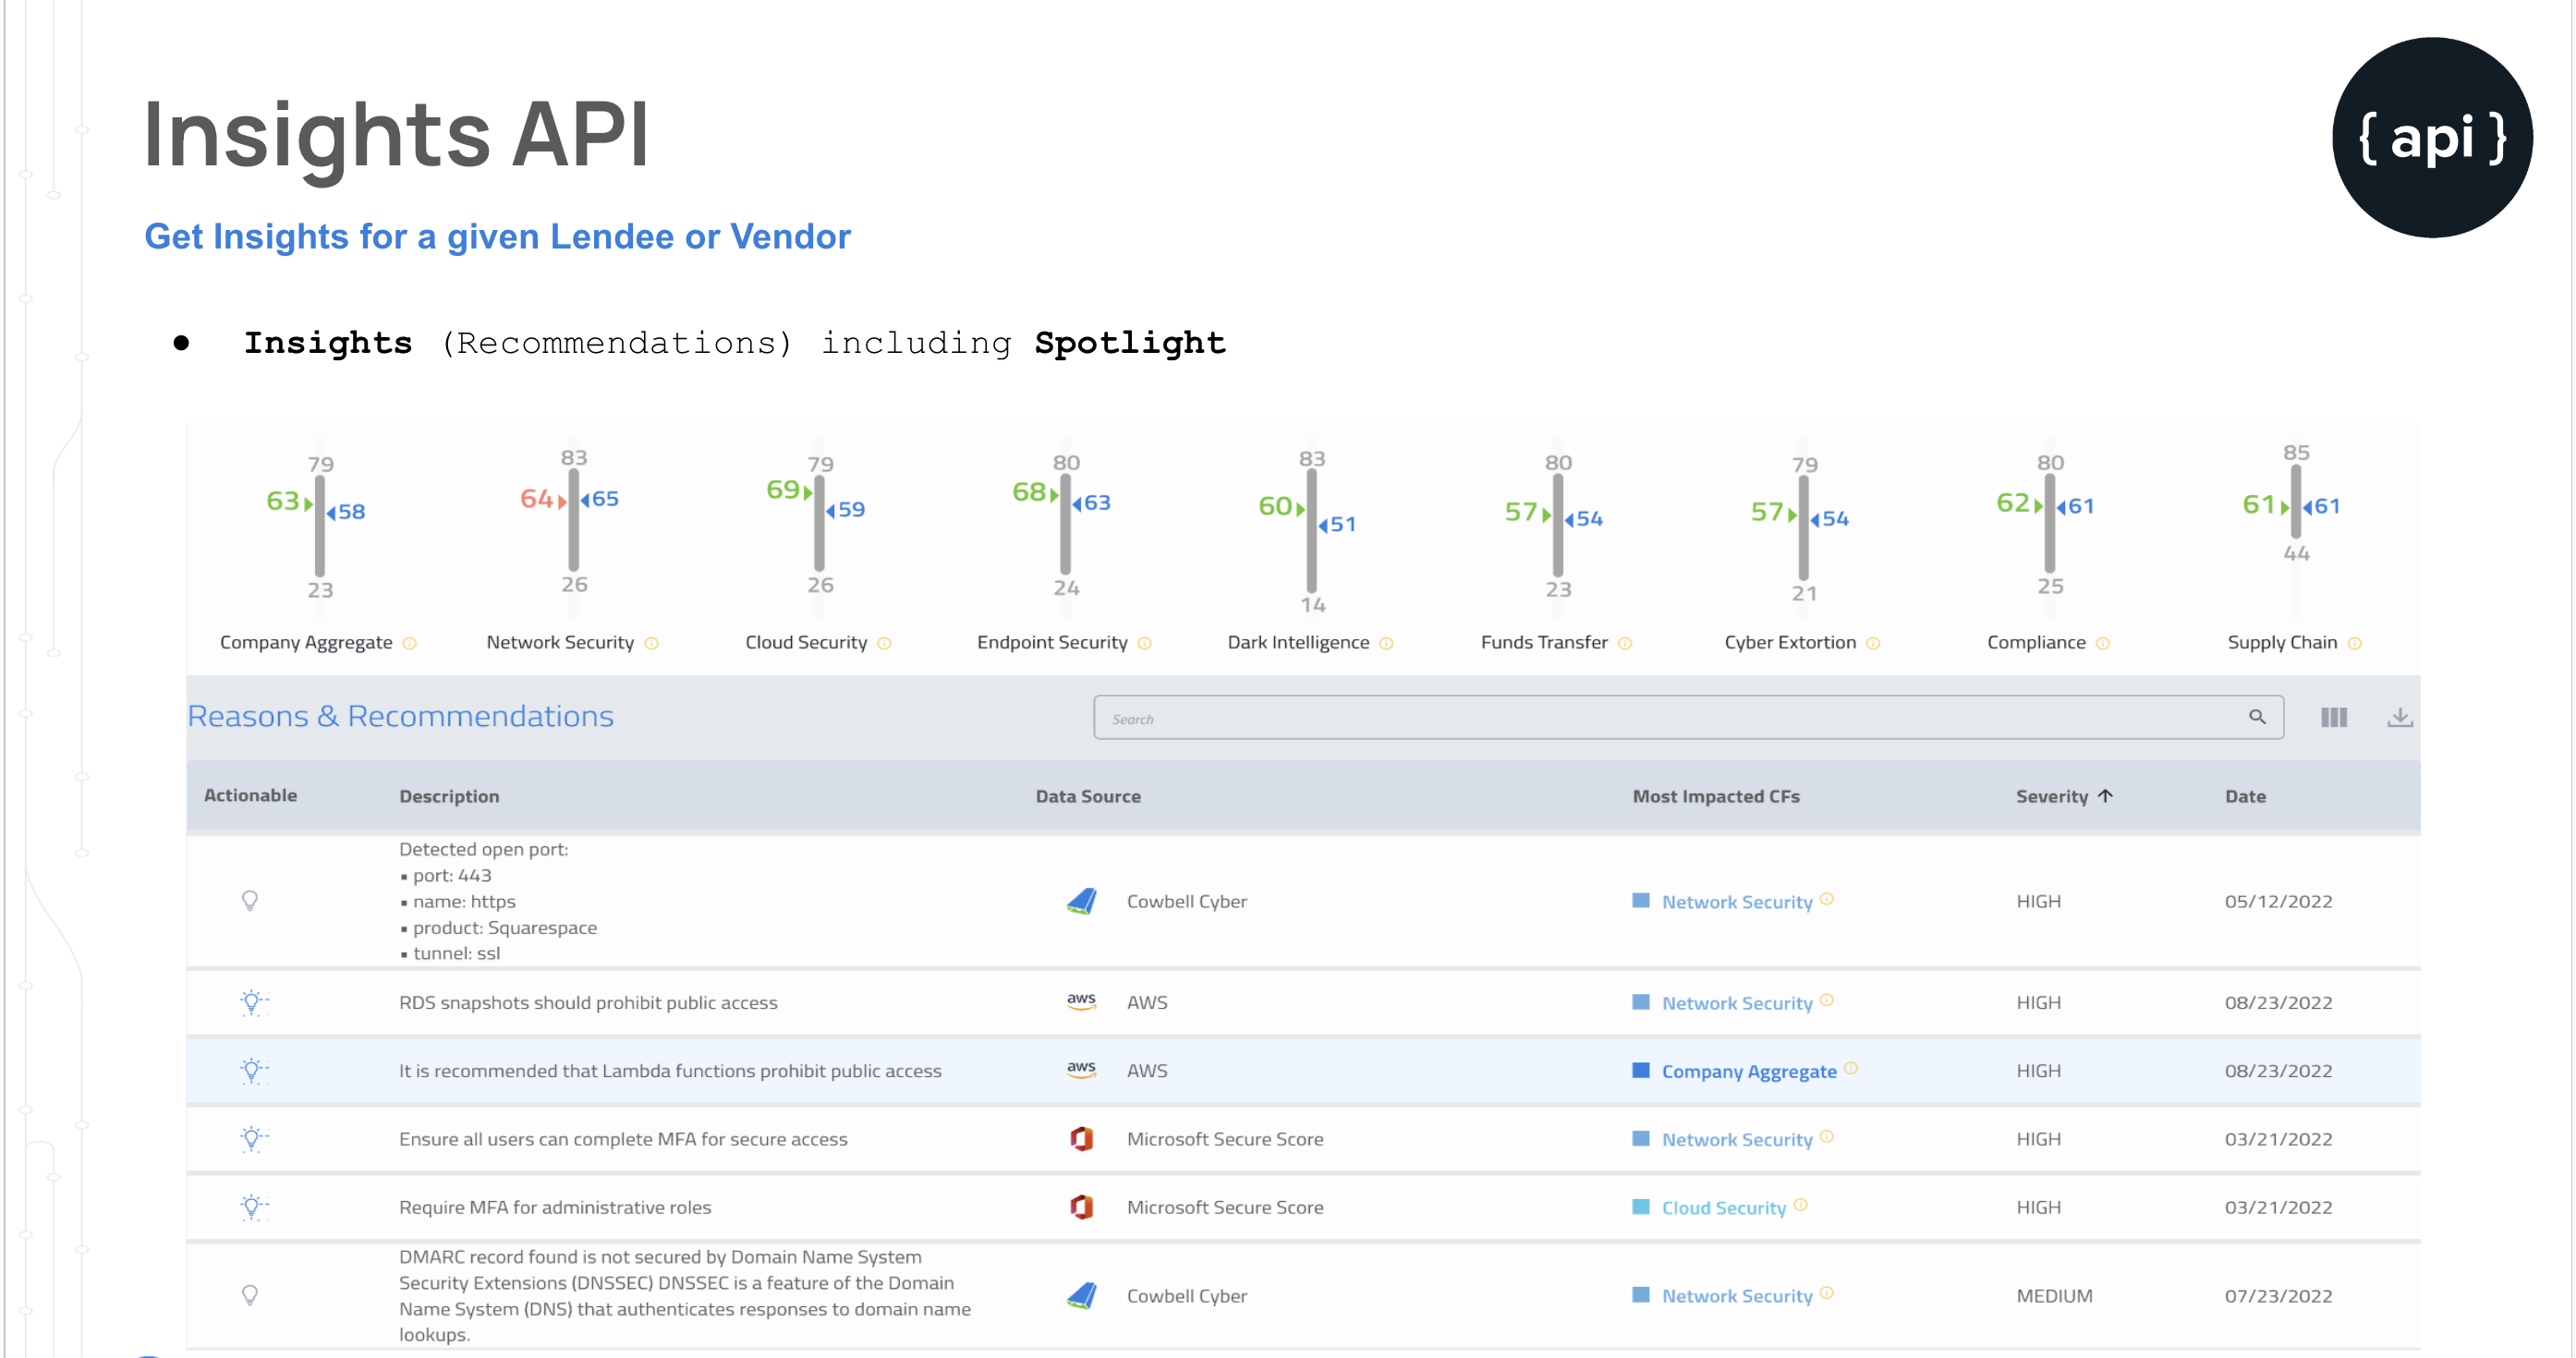 Insights API
{ api }
Get Insights for a given Lendee or Vendor
● Insights (Recommendations) including Spotlight
79 83 79 80 83 80 79 80 85
63 58 64 65 69 59 68 63 60 51 57 54 57 54 62 61 61 61
23 26 26 24 14 23 21 25 44
Company Aggregate Network Security Cloud Security Endpoint Security Dark Intelligence Funds Transfer Cyber Extortion Compliance Supply Chain
Reasons & Recommendations Search
Actionable Description Data Source Most Impacted CFs Severity ↑ Date
Detected open port:
▪ port: 443
▪ name: https
▪ product: Squarespace
▪ tunnel: ssl
Cowbell Cyber Network Security HIGH 05/12/2022
RDS snapshots should prohibit public access aws AWS Network Security HIGH 08/23/2022
It is recommended that Lambda functions prohibit public access aws AWS Company Aggregate HIGH 08/23/2022
Ensure all users can complete MFA for secure access Microsoft Secure Score Network Security HIGH 03/21/2022
Require MFA for administrative roles Microsoft Secure Score Cloud Security HIGH 03/21/2022
DMARC record found is not secured by Domain Name System
Security Extensions (DNSSEC) DNSSEC is a feature of the Domain
Name System (DNS) that authenticates responses to domain name
lookups.
Cowbell Cyber Network Security MEDIUM 07/23/2022